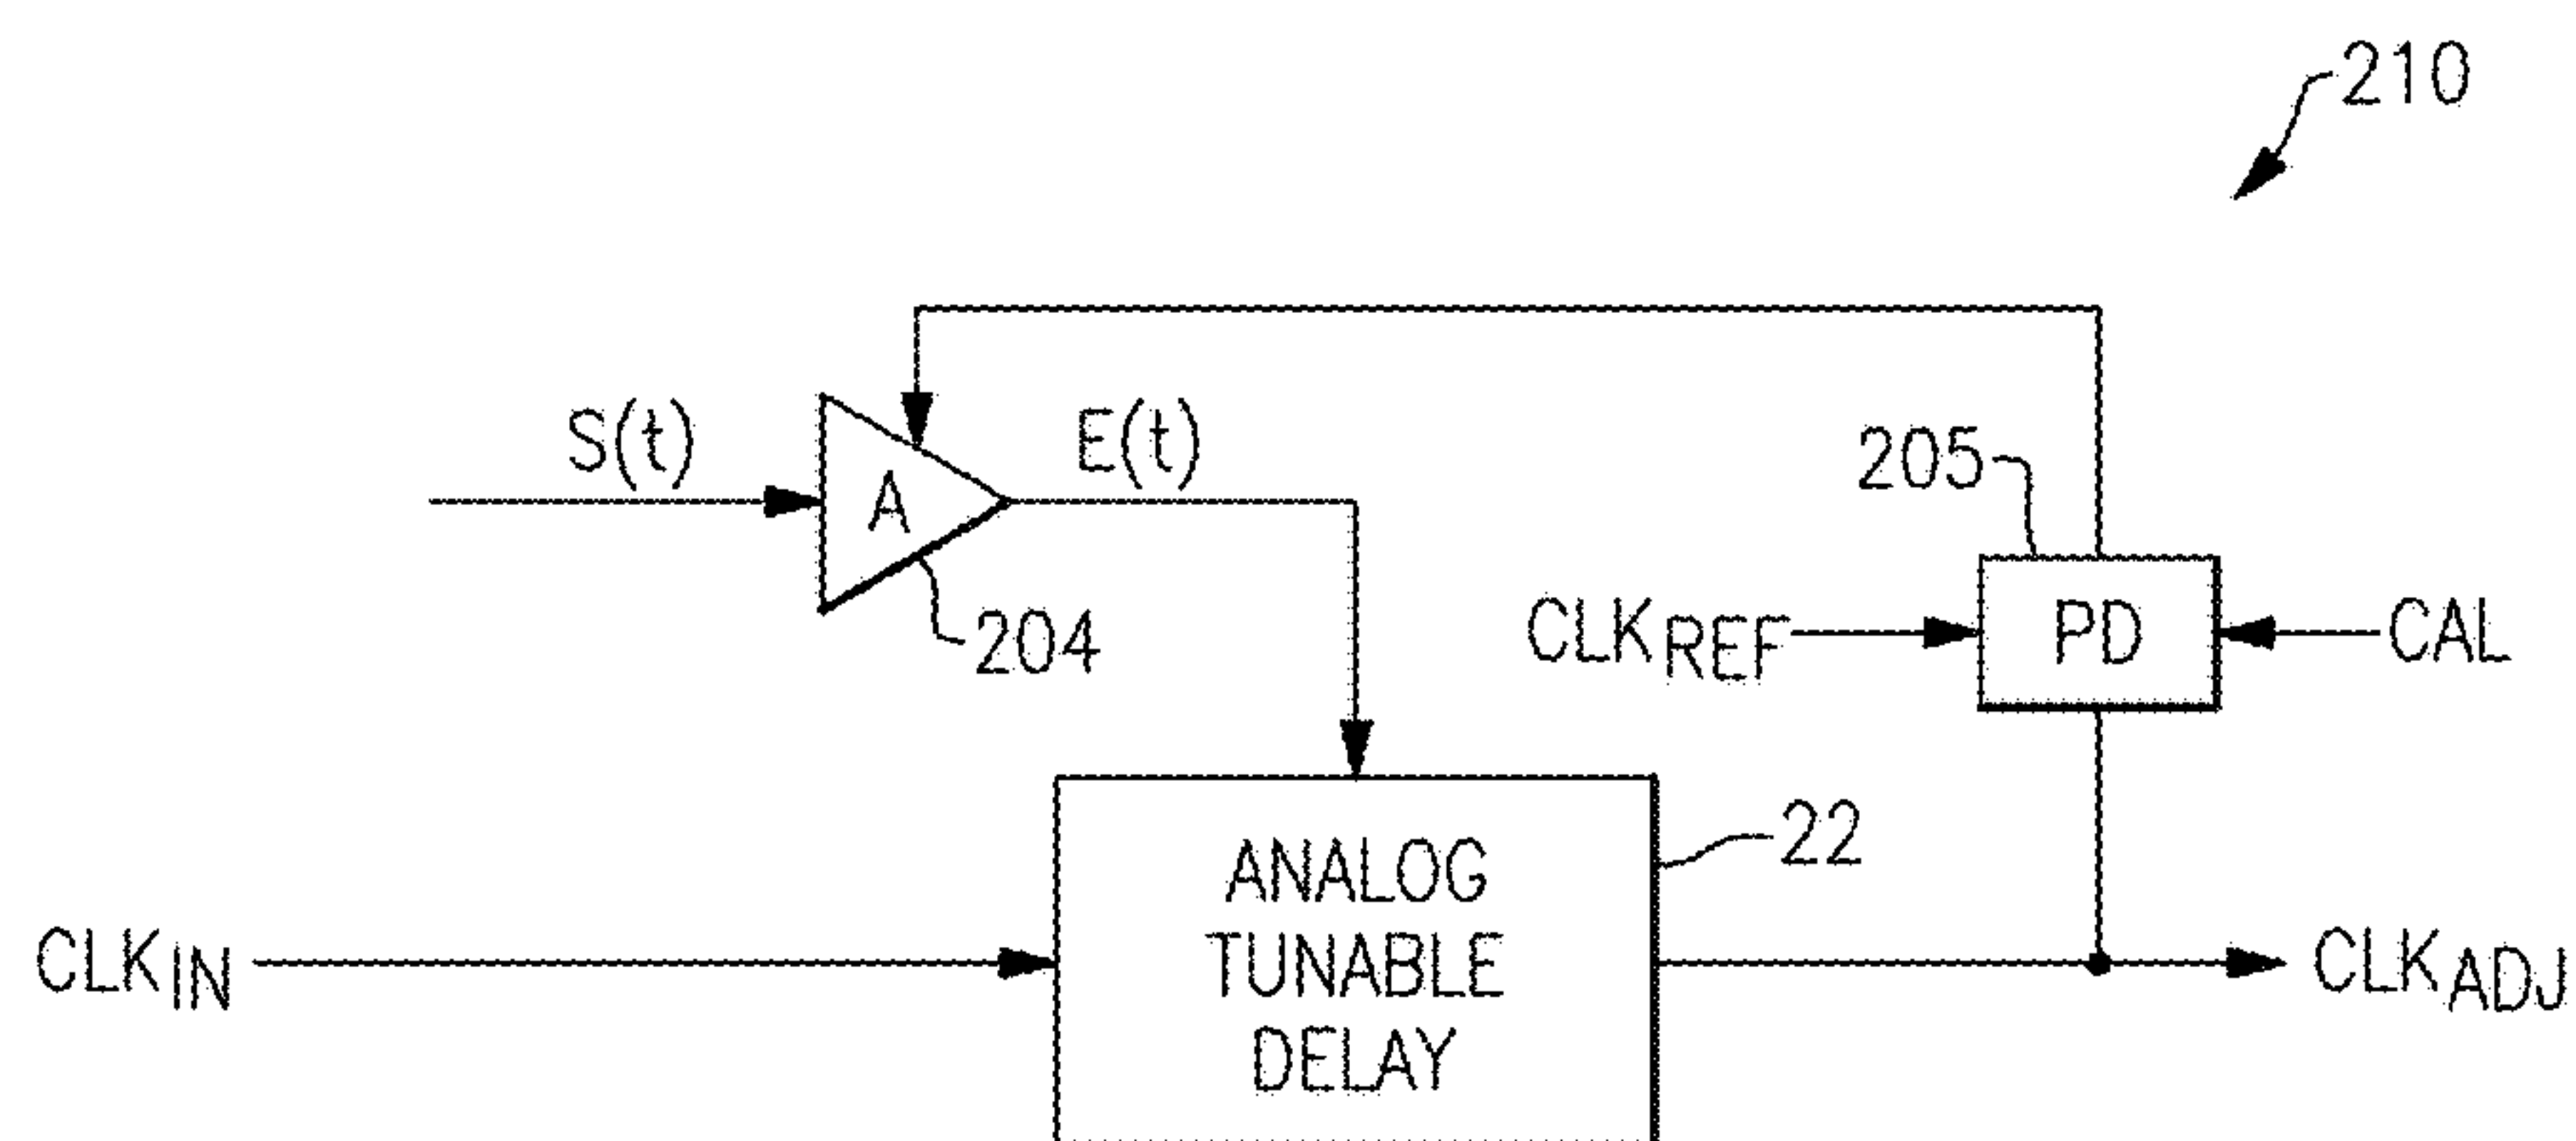 210
S(t)
A
E(t)
204
205
CLKREF
PD
CAL
22
CLKIN
ANALOG
TUNABLE
DELAY
CLKADJ